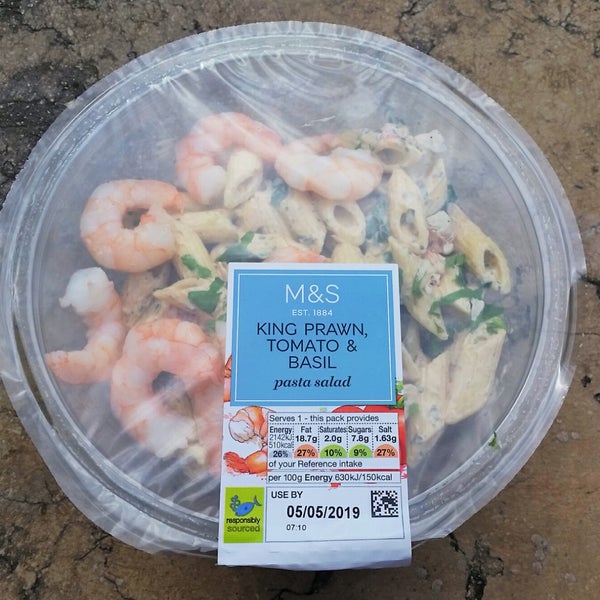 M&S
EST. 1884
KING PRAWN,
TOMATO &
BASIL
pasta salad
Serves 1 - this pack provides
Energy Fat Saturates Sugars Salt
2142kJ 18.7g 2.0g 7.8g 1.63g
510kcal
26% 27% 10% 9% 27%
of your Reference intake
per 100g Energy 630kJ/150kcal
USE BY
05/05/2019
07:10
responsibly
sourced